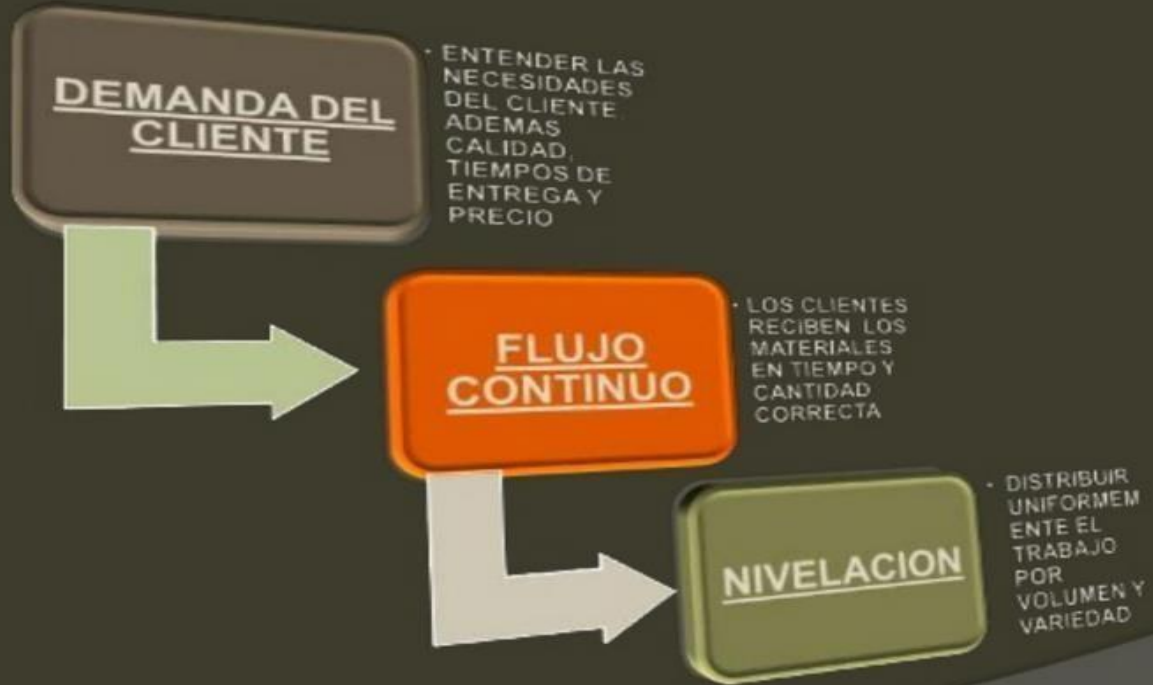 DEMANDA DEL
CLIENTE
· ENTENDER LAS
NECESIDADES
DEL CLIENTE
ADEMAS
CALIDAD,
TIEMPOS DE
ENTREGA Y
PRECIO
FLUJO
CONTINUO
· LOS CLIENTES
RECIBEN LOS
MATERIALES
EN TIEMPO Y
CANTIDAD
CORRECTA
NIVELACION
· DISTRIBUIR
UNIFORMEM
ENTE EL
TRABAJO
POR
VOLUMEN Y
VARIEDAD